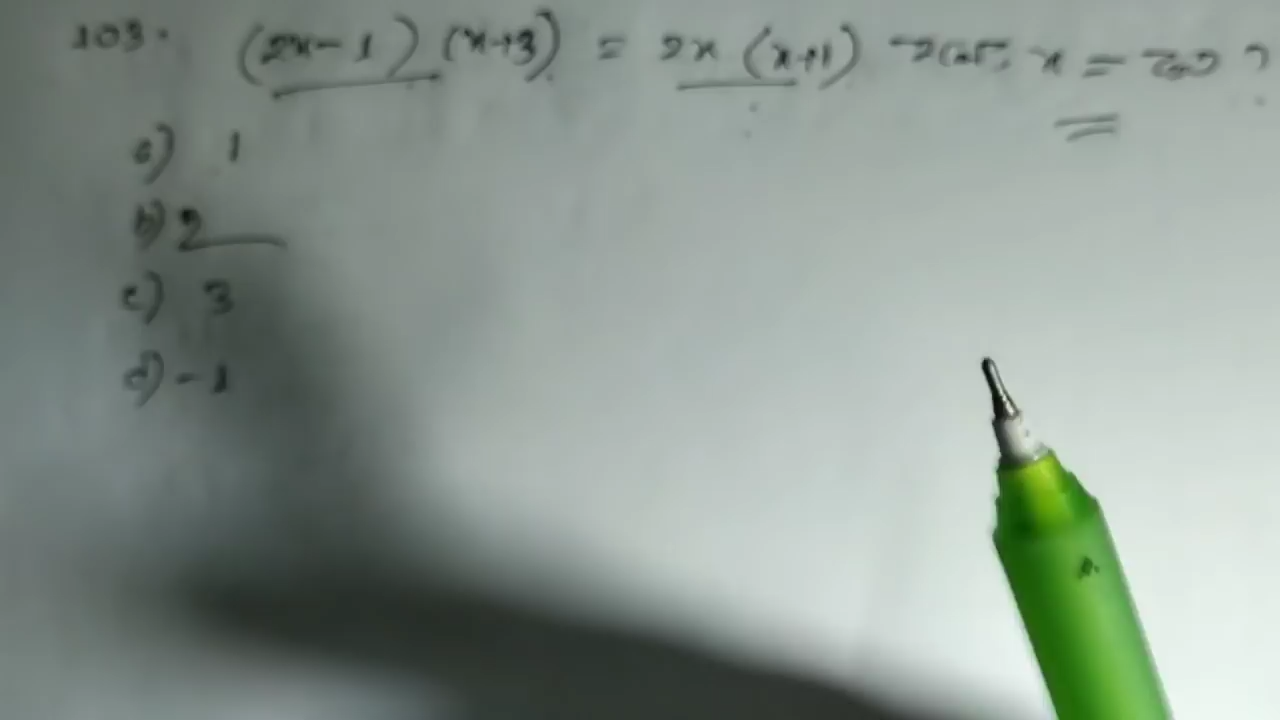 103. (2x-1) (x+3) = 2x (x+1) হলে, x = কত ?
a) 1
b) 2
c) 3
d) -1